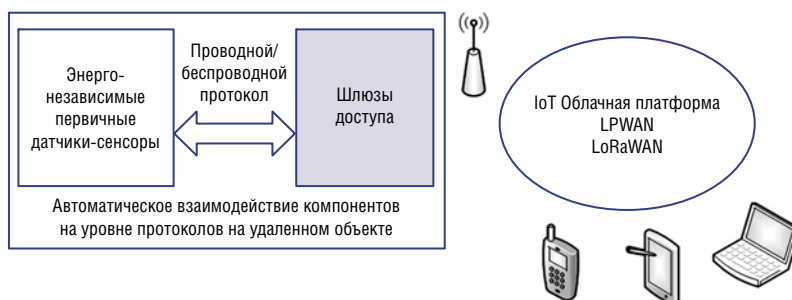 Энерго-
независимые
первичные
датчики-сенсоры
Проводной/
беспроводной
протокол
Шлюзы
доступа
Автоматическое взаимодействие компонентов
на уровне протоколов на удаленном объекте
IoT Облачная платформа
LPWAN
LoRaWAN